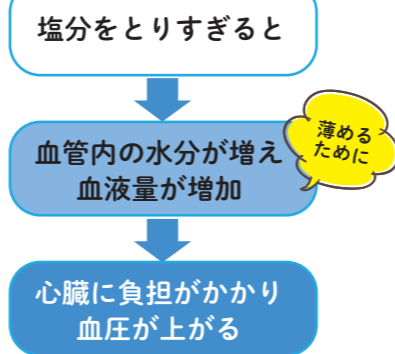 塩分をとりすぎると
血管内の水分が増え
血液量が増加
薄める
ために
心臓に負担がかかり
血圧が上がる